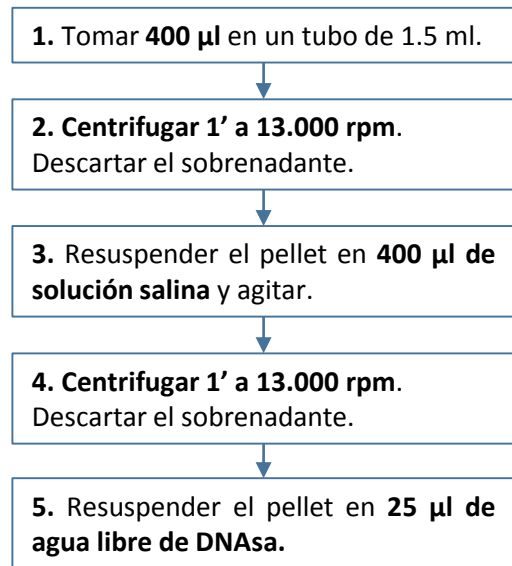 1. Tomar 400 µl en un tubo de 1.5 ml.
2. Centrifugar 1’ a 13.000 rpm.
Descartar el sobrenadante.
3. Resuspender el pellet en 400 µl de
solución salina y agitar.
4. Centrifugar 1’ a 13.000 rpm.
Descartar el sobrenadante.
5. Resuspender el pellet en 25 µl de
agua libre de DNAsa.